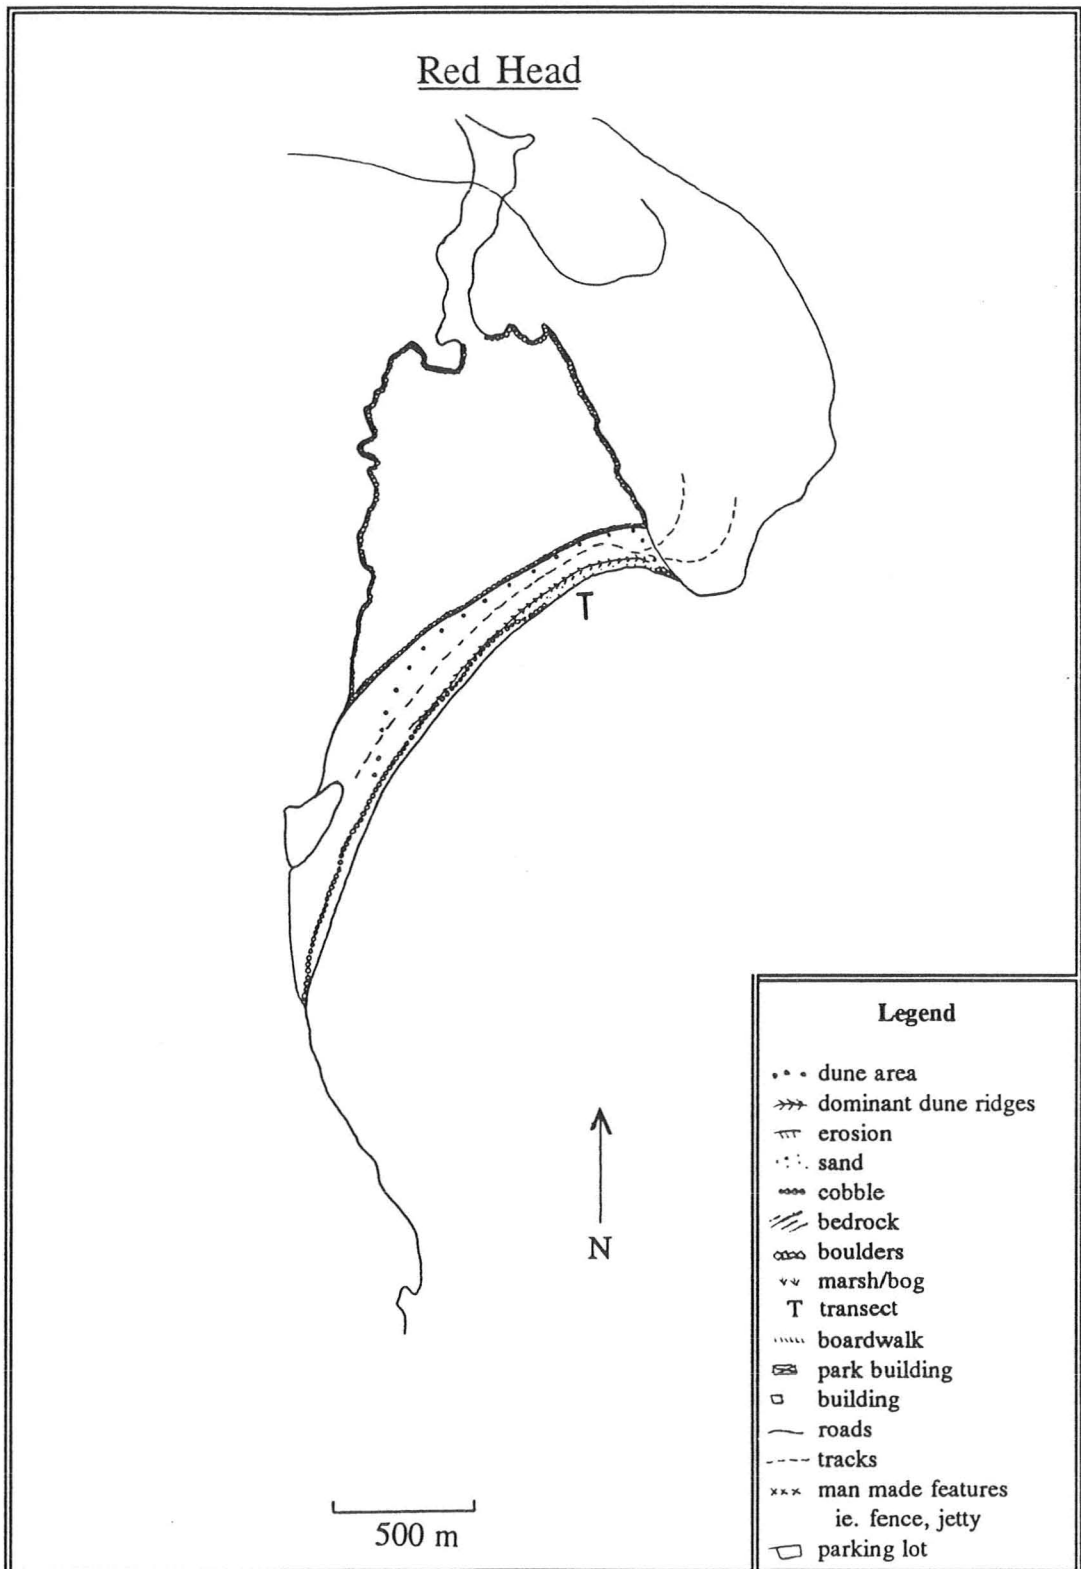 Red Head
T
N
500 m
Legend
dune area
dominant dune ridges
erosion
sand
cobble
bedrock
boulders
marsh/bog
T transect
boardwalk
park building
building
roads
tracks
man made features
ie. fence, jetty
parking lot